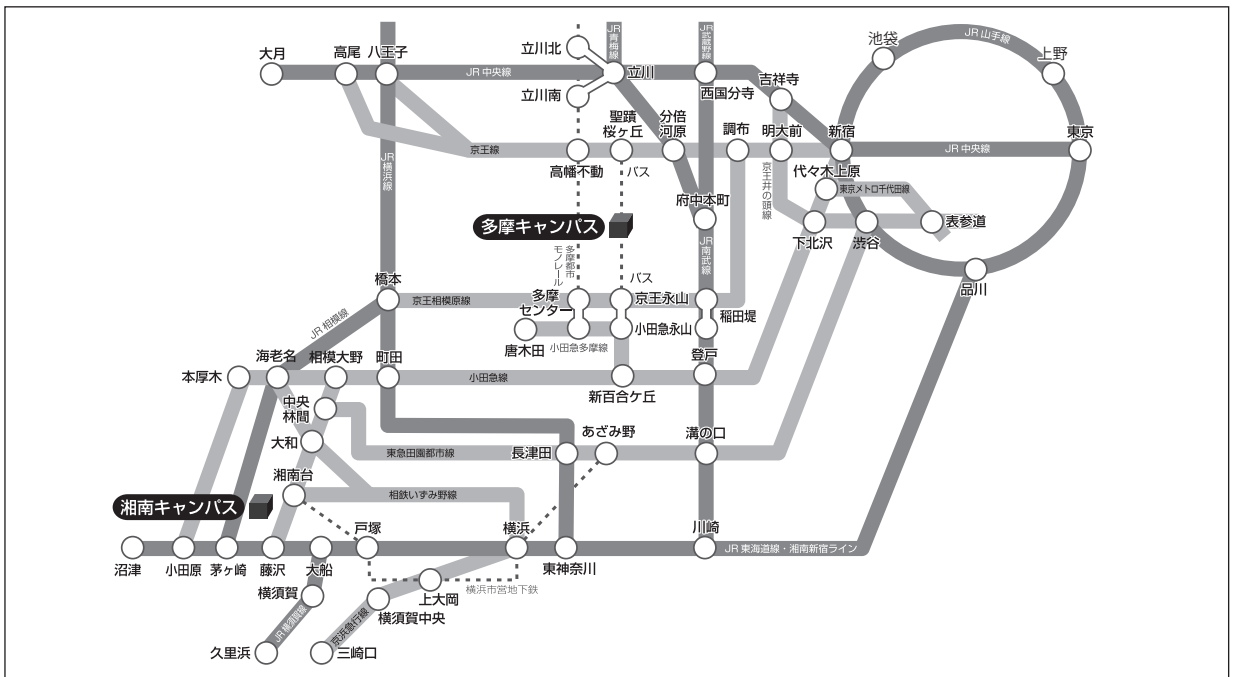 大月
高尾
八王子
JR 中央線
立川北
立川南
JR青梅線
立川
JR武蔵野線
西国分寺
吉祥寺
池袋
JR 山手線
上野
聖蹟
桜ヶ丘
分倍
河原
調布
明大前
新宿
JR 中央線
東京
京王線
JR横浜線
高幡不動
バス
代々木上原
東京メトロ千代田線
京王井の頭線
府中本町
多摩キャンパス
下北沢
渋谷
表参道
多摩都市
モノレール
JR南武線
品川
橋本
京王相模原線
多摩
センター
バス
京王永山
稲田堤
JR 相模線
唐木田
小田急多摩線
小田急永山
海老名
相模大野
町田
登戸
本厚木
小田急線
新百合ケ丘
中央
林間
大和
東急田園都市線
長津田
あざみ野
溝の口
湘南台
相鉄いずみ野線
湘南キャンパス
戸塚
横浜
川崎
JR 東海道線・湘南新宿ライン
沼津
小田原
茅ヶ崎
藤沢
大船
東神奈川
横須賀
上大岡
横浜市営地下鉄
横須賀中央
JR 横須賀線
京浜急行線
久里浜
三崎口